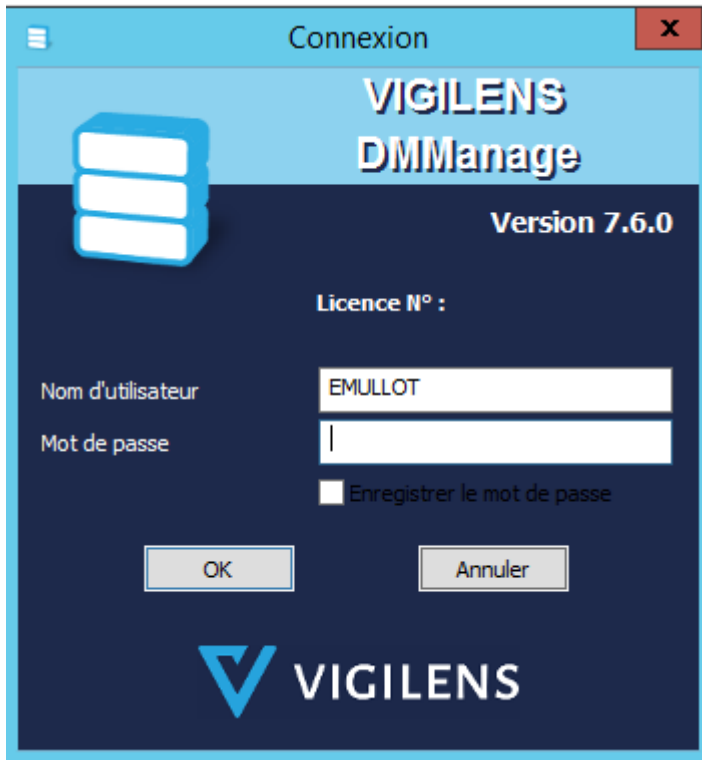 Connexion
VIGILENS
DMManage
Version 7.6.0
Licence N° :
Nom d'utilisateur
EMULLOT
Mot de passe
Enregistrer le mot de passe
OK
Annuler
VIGILENS